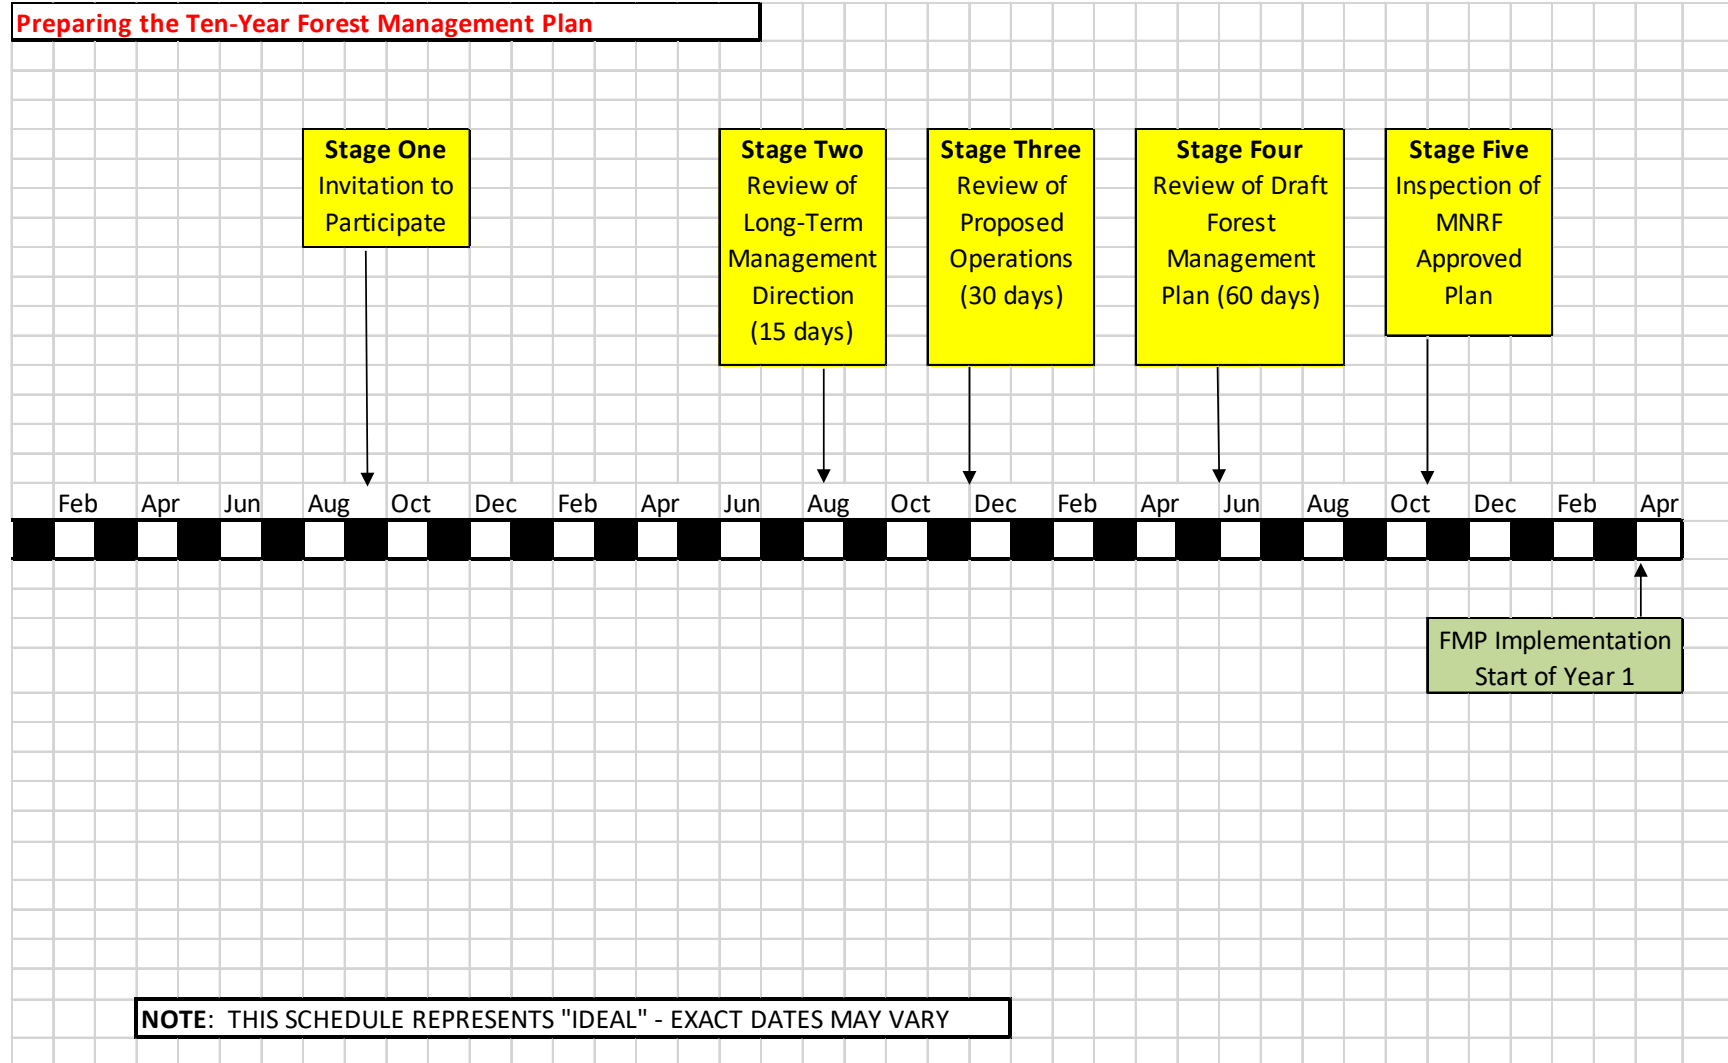 Preparing the Ten-Year Forest Management Plan
Stage One
Invitation to
Participate
Stage Two
Review of
Long-Term
Management
Direction
(15 days)
Stage Three
Review of
Proposed
Operations
(30 days)
Stage Four
Review of Draft
Forest
Management
Plan (60 days)
Stage Five
Inspection of
MNRF
Approved
Plan
Feb Apr Jun Aug Oct Dec Feb Apr Jun Aug Oct Dec Feb Apr Jun Aug Oct Dec Feb Apr
FMP Implementation
Start of Year 1
NOTE: THIS SCHEDULE REPRESENTS "IDEAL" - EXACT DATES MAY VARY